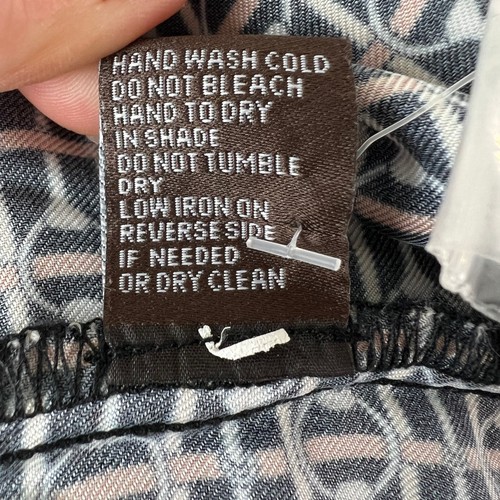 HAND WASH COLD
DO NOT BLEACH
HAND TO DRY
IN SHADE
DO NOT TUMBLE
DRY
LOW IRON ON
REVERSE SIDE
IF NEEDED
OR DRY CLEAN